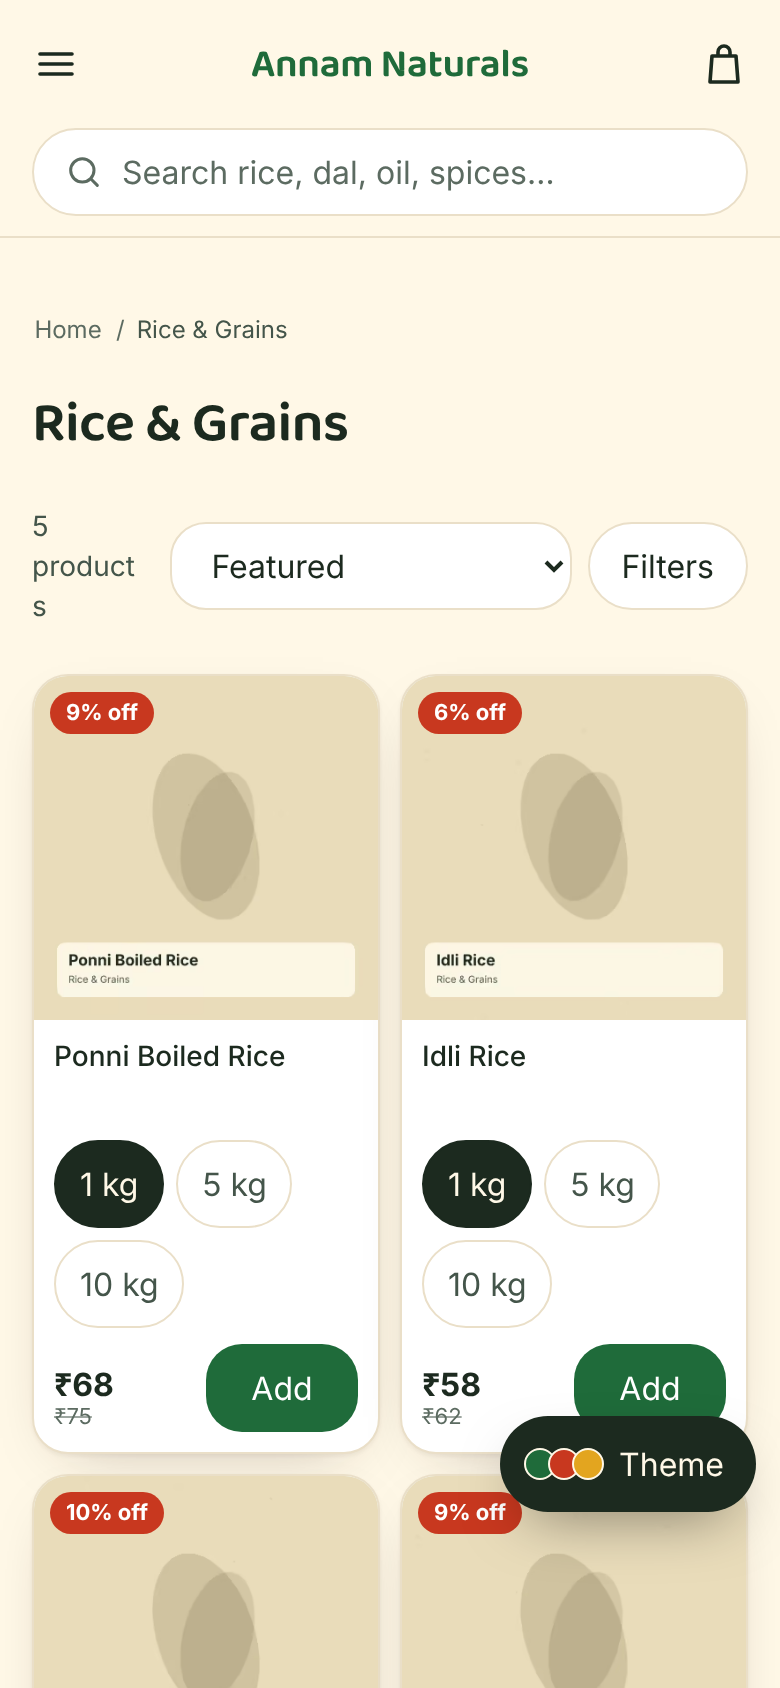 Annam Naturals
Search rice, dal, oil, spices...
Home / Rice & Grains
Rice & Grains
5
product
s
Featured
Filters
9% off
Ponni Boiled Rice
Rice & Grains
Ponni Boiled Rice
1 kg
5 kg
10 kg
₹68
₹75
Add
6% off
Idli Rice
Rice & Grains
Idli Rice
1 kg
5 kg
10 kg
₹58
₹62
Add
Theme
10% off
9% off